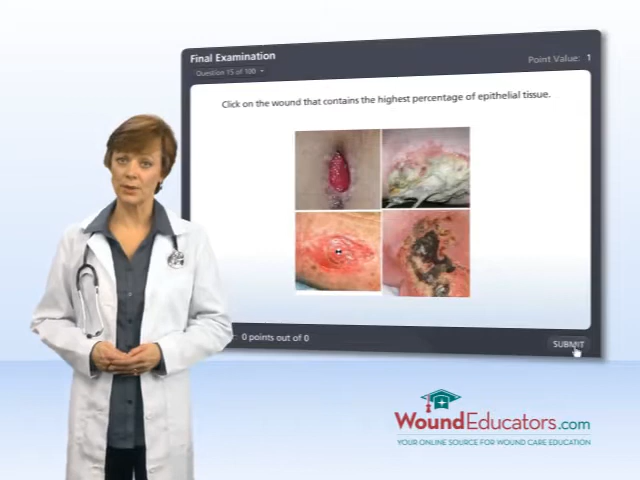 Final Examination
Question 15 of 100
Point Value: 1
Click on the wound that contains the highest percentage of epithelial tissue.
: 0 points out of 0
SUBMIT
WoundEducators.com
YOUR ONLINE SOURCE FOR WOUND CARE EDUCATION